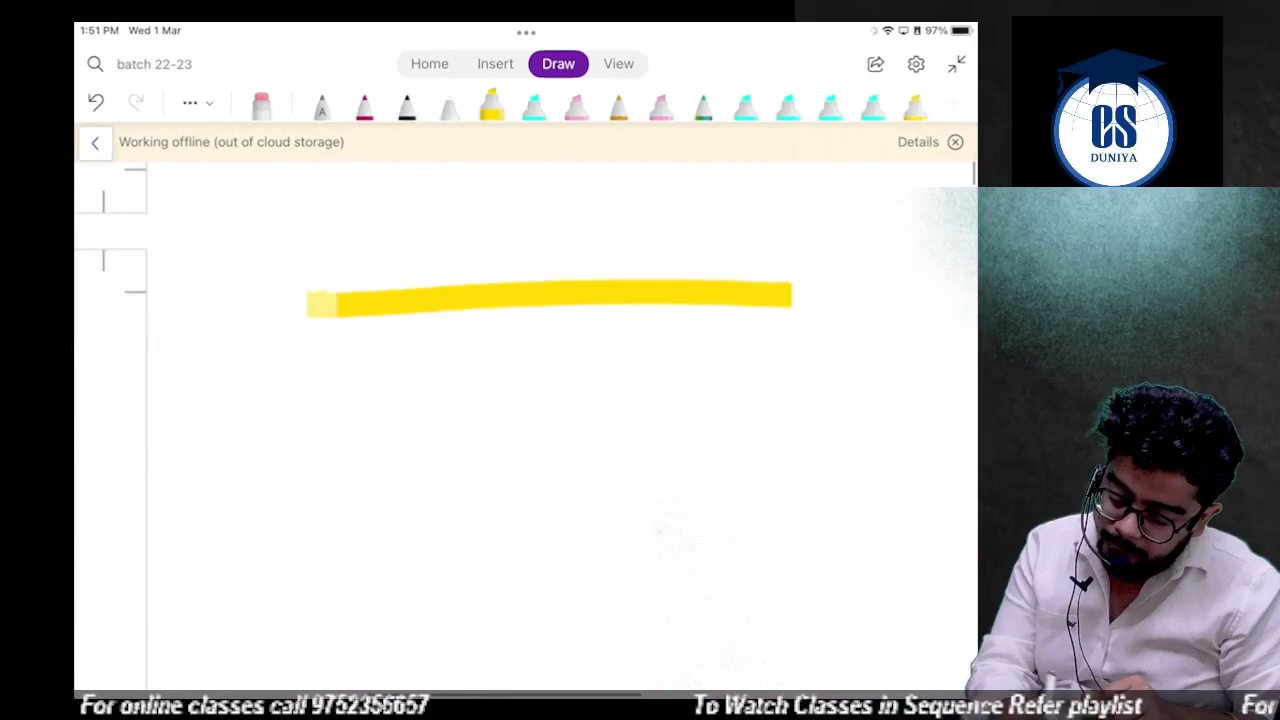 1:51 PM Wed 1 Mar
97%
batch 22-23
Home Insert Draw View
A
Working offline (out of cloud storage)
Details
CS
DUNIYA
For online classes call 9752356657 To Watch Classes in Sequence Refer playlist For